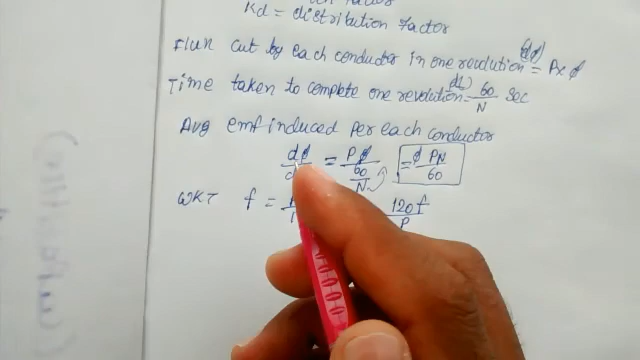 Factor
Kd = distribution Factor
Flux cut by each conductor in one revolution (dϕ) = P×ϕ
Time taken to complete one revolution (dt) = 60/N Sec
Avg emf induced per each conductor
dϕ/d = Pϕ/(60/N) = ϕPN/60
WKT f = 120f/P